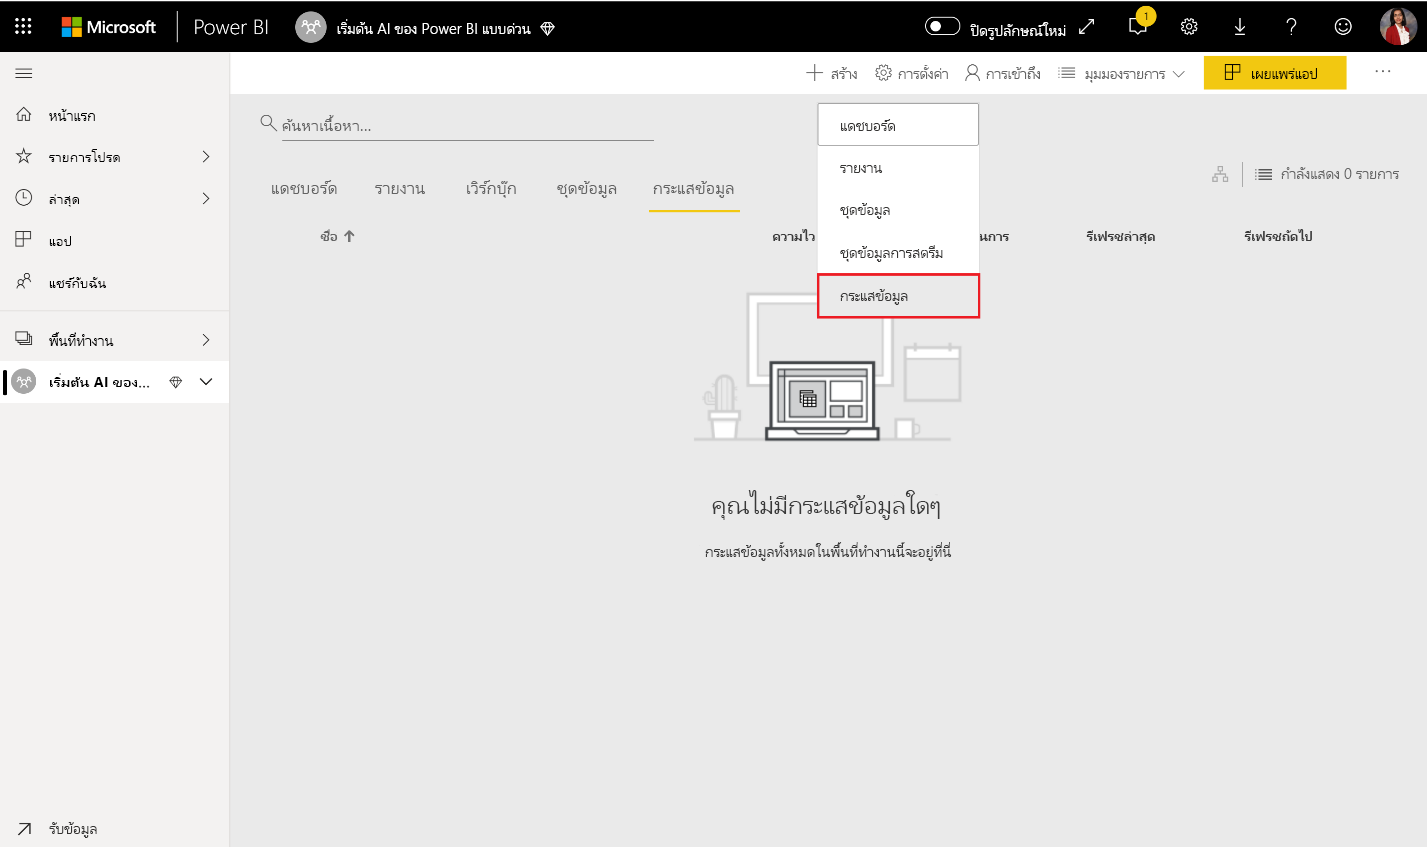 Microsoft Power BI เริ่มต้น AI ของ Power BI แบบด่วน ปิดรูปลักษณ์ใหม่ 1
สร้าง การตั้งค่า การเข้าถึง มุมมองรายการ เผยแพร่แอป
หน้าแรก
รายการโปรด
ล่าสุด
แอป
แชร์กับฉัน
พื้นที่ทำงาน
เริ่มต้น AI ของ...
รับข้อมูล
ค้นหาเนื้อหา...
แดชบอร์ด
รายงาน
ชุดข้อมูล
ชุดข้อมูลการสตรีม
กระแสข้อมูล
กำลังแสดง 0 รายการ
แดชบอร์ด รายงาน เวิร์กบุ๊ก ชุดข้อมูล กระแสข้อมูล
ชื่อ ความไว นการ รีเฟรชล่าสุด รีเฟรชถัดไป
คุณไม่มีกระแสข้อมูลใดๆ
กระแสข้อมูลทั้งหมดในพื้นที่ทำงานนี้จะอยู่ที่นี่